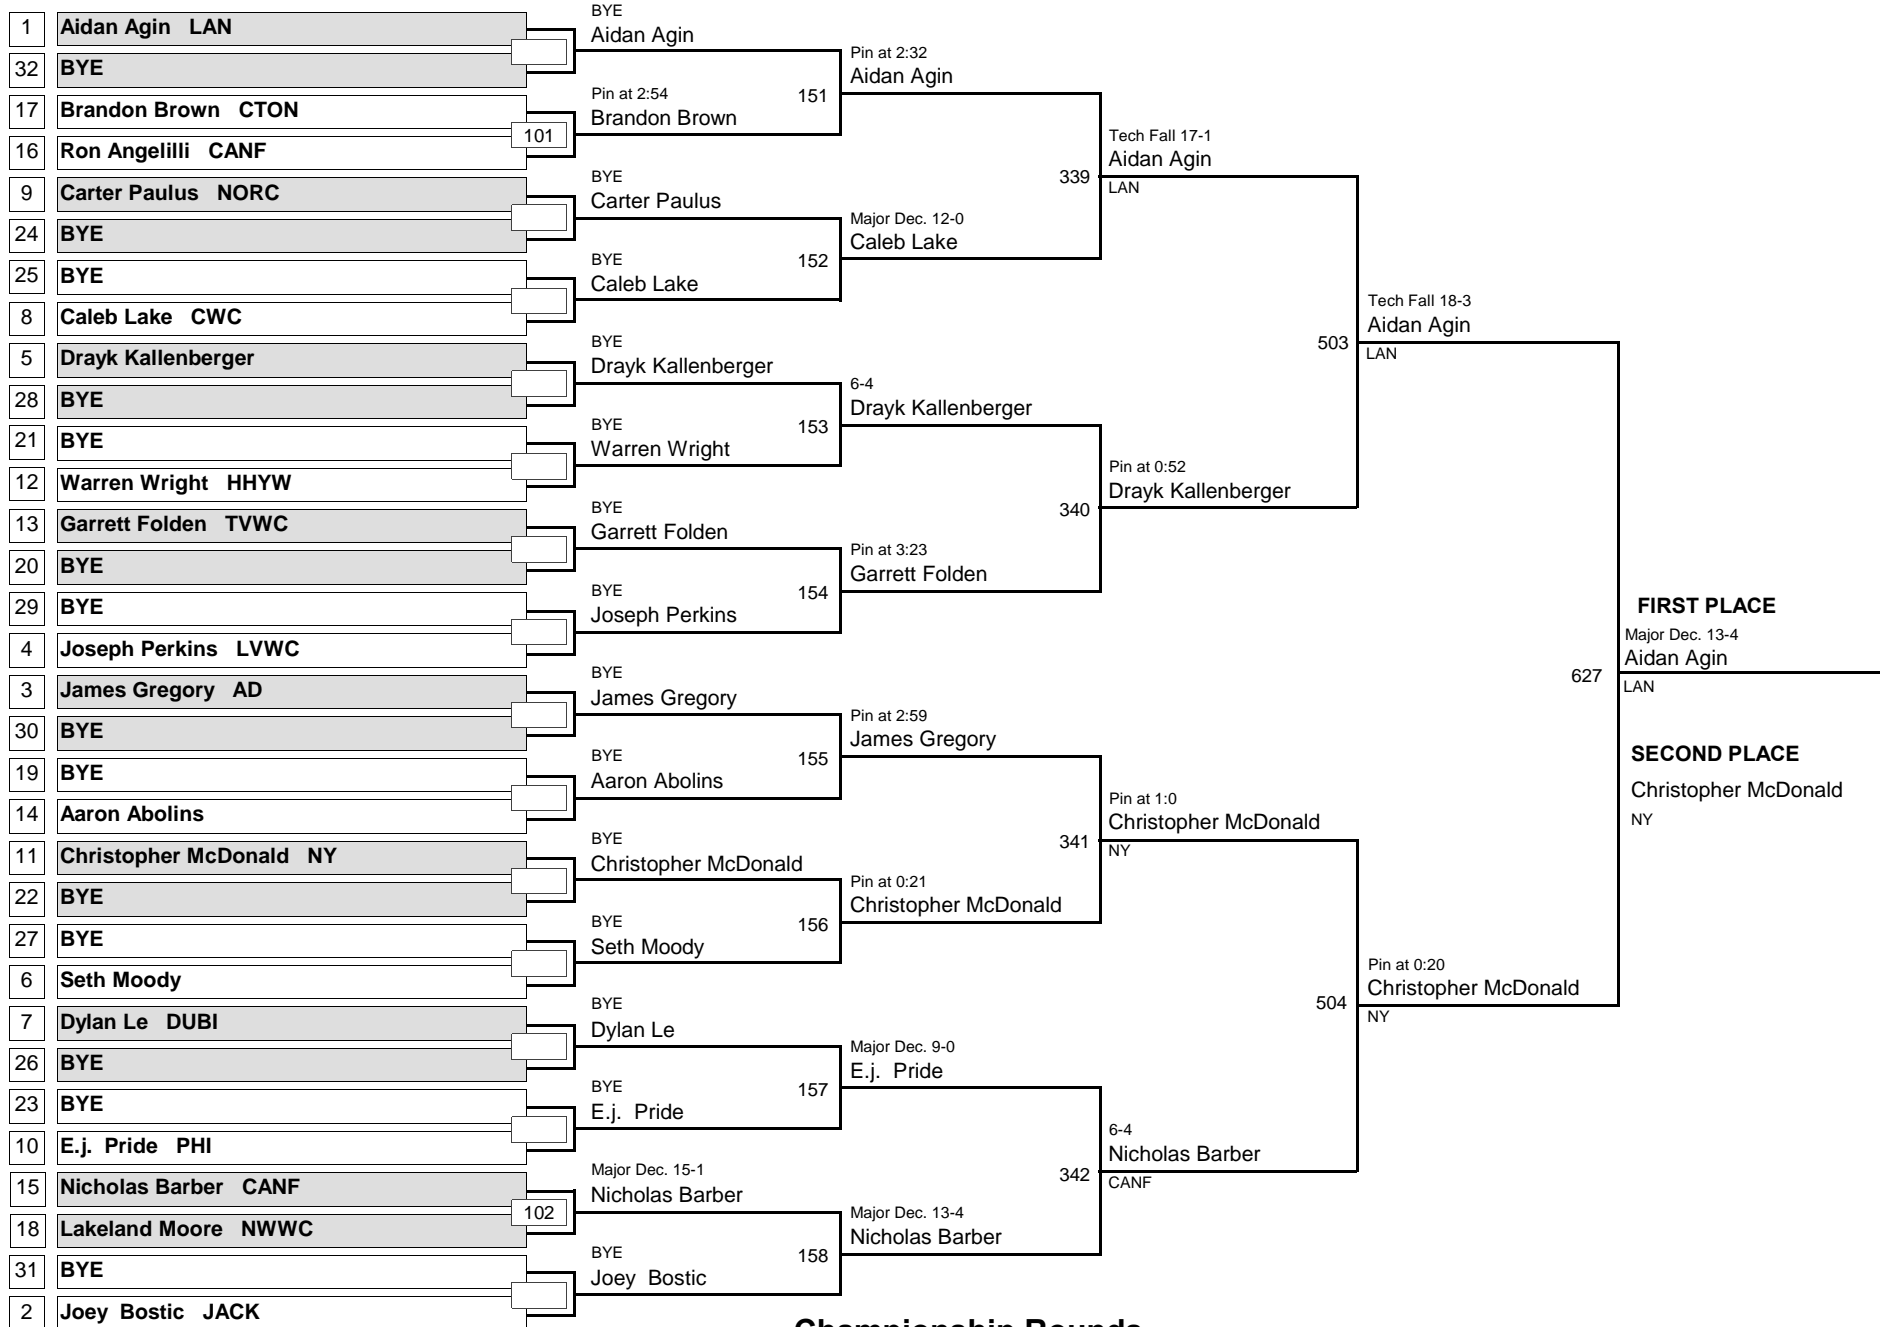 1 Aidan Agin LAN
32 BYE
17 Brandon Brown CTON
16 Ron Angelilli CANF
9 Carter Paulus NORC
24 BYE
25 BYE
8 Caleb Lake CWC
5 Drayk Kallenberger
28 BYE
21 BYE
12 Warren Wright HHYW
13 Garrett Folden TVWC
20 BYE
29 BYE
4 Joseph Perkins LVWC
3 James Gregory AD
30 BYE
19 BYE
14 Aaron Abolins
11 Christopher McDonald NY
22 BYE
27 BYE
6 Seth Moody
7 Dylan Le DUBI
26 BYE
23 BYE
10 E.j. Pride PHI
15 Nicholas Barber CANF
18 Lakeland Moore NWWC
31 BYE
2 Joey Bostic JACK
101
102
BYE
Aidan Agin
Pin at 2:54
Brandon Brown
BYE
Carter Paulus
BYE
Caleb Lake
BYE
Drayk Kallenberger
BYE
Warren Wright
BYE
Garrett Folden
BYE
Joseph Perkins
BYE
James Gregory
BYE
Aaron Abolins
BYE
Christopher McDonald
BYE
Seth Moody
BYE
Dylan Le
BYE
E.j. Pride
Major Dec. 15-1
Nicholas Barber
BYE
Joey Bostic
151
152
153
154
155
156
157
158
Pin at 2:32
Aidan Agin
Major Dec. 12-0
Caleb Lake
6-4
Drayk Kallenberger
Pin at 3:23
Garrett Folden
Pin at 2:59
James Gregory
Pin at 0:21
Christopher McDonald
Major Dec. 9-0
E.j. Pride
Major Dec. 13-4
Nicholas Barber
339
340
341
342
Tech Fall 17-1
Aidan Agin
LAN
Pin at 0:52
Drayk Kallenberger
Pin at 1:0
Christopher McDonald
NY
6-4
Nicholas Barber
CANF
503
504
Tech Fall 18-3
Aidan Agin
LAN
Pin at 0:20
Christopher McDonald
NY
627
FIRST PLACE
Major Dec. 13-4
Aidan Agin
LAN
SECOND PLACE
Christopher McDonald
NY
Championship Rounds